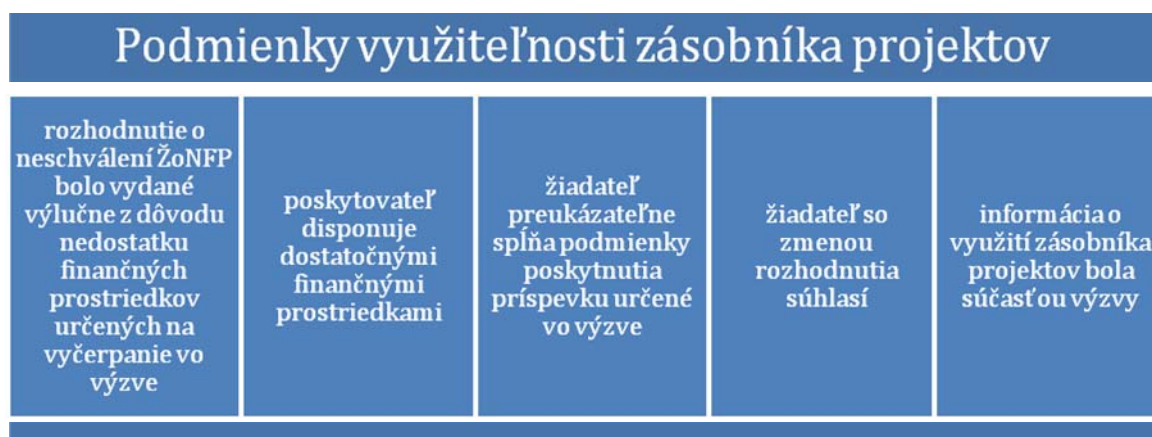 Podmienky využiteľnosti zásobníka projektov
rozhodnutie o
neschválení ŽoNFP
bolo vydané
výlučne z dôvodu
nedostatku
finančných
prostriedkov
určených na
vyčerpanie vo
výzve
poskytovateľ
disponuje
dostatočnými
finančnými
prostriedkami
žiadateľ
preukázateľne
spĺňa podmienky
poskytnutia
príspevku určené
vo výzve
žiadateľ so
zmenou
rozhodnutia
súhlasí
informácia o
využití zásobníka
projektov bola
súčasťou výzvy